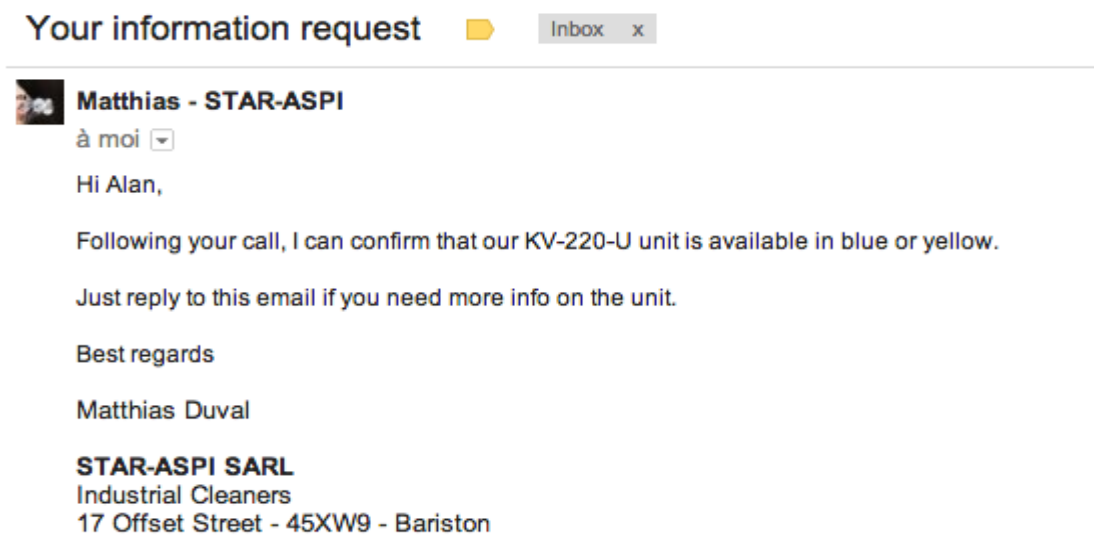 Your information request
Inbox x
Matthias - STAR-ASPI
à moi
Hi Alan,
Following your call, I can confirm that our KV-220-U unit is available in blue or yellow.
Just reply to this email if you need more info on the unit.
Best regards
Matthias Duval
STAR-ASPI SARL
Industrial Cleaners
17 Offset Street - 45XW9 - Bariston